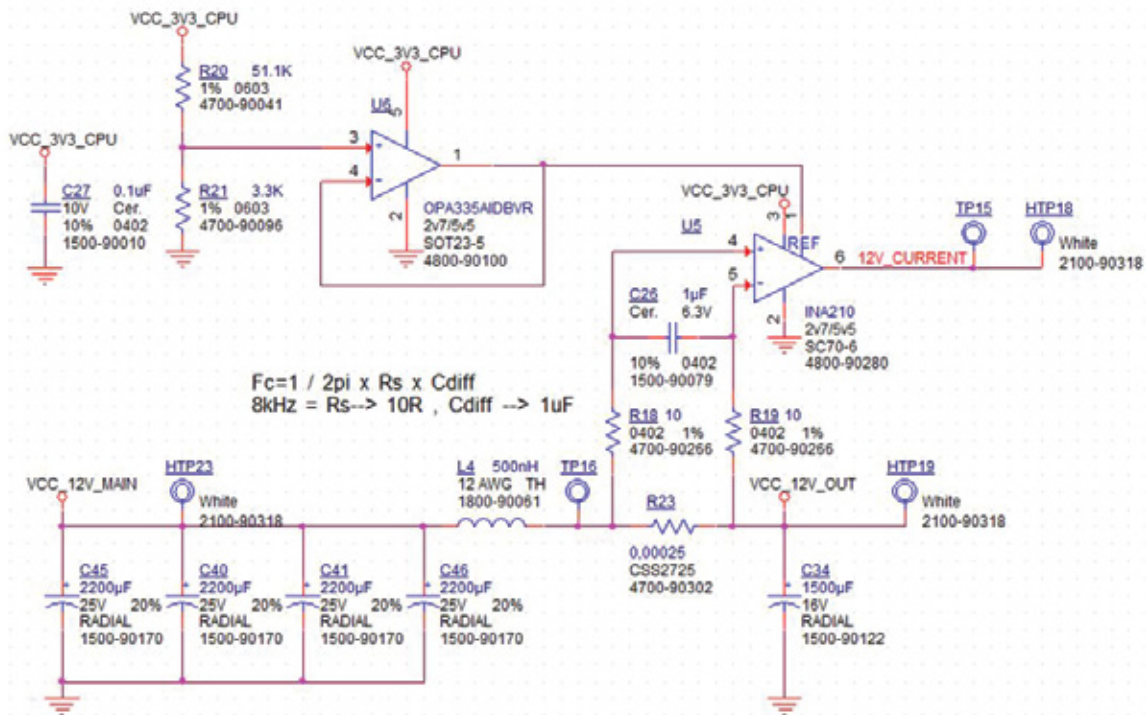 VCC_3V3_CPU
R20 51.1K
1% 0603
4700-90041
VCC_3V3_CPU
U6
5
3
4
1
2
OPA335AIDBVR
2v7/5v5
SOT23-5
4800-90100
VCC_3V3_CPU
C27 0.1uF
10V Cer.
10% 0402
1500-90010
R21 3.3K
1% 0603
4700-90096
VCC_3V3_CPU
U5
3
1
REF
4
5
6
2
12V_CURRENT
TP15
HTP18
White
2100-90318
INA210
2v7/5v5
SC70-6
4800-90280
C26 1µF
Cer. 6.3V
10% 0402
1500-90079
Fc=1 / 2pi x Rs x Cdiff
8kHz = Rs--> 10R , Cdiff --> 1uF
R18 10
0402 1%
4700-90266
R19 10
0402 1%
4700-90266
VCC_12V_MAIN
HTP23
White
2100-90318
L4 500nH
12 AWG TH
1800-90061
TP16
R23
0,00025
CSS2725
4700-90302
VCC_12V_OUT
HTP19
White
2100-90318
C45
2200µF
25V 20%
RADIAL
1500-90170
C40
2200µF
25V 20%
RADIAL
1500-90170
C41
2200µF
25V 20%
RADIAL
1500-90170
C46
2200µF
25V 20%
RADIAL
1500-90170
C34
1500µF
16V
RADIAL
1500-90122